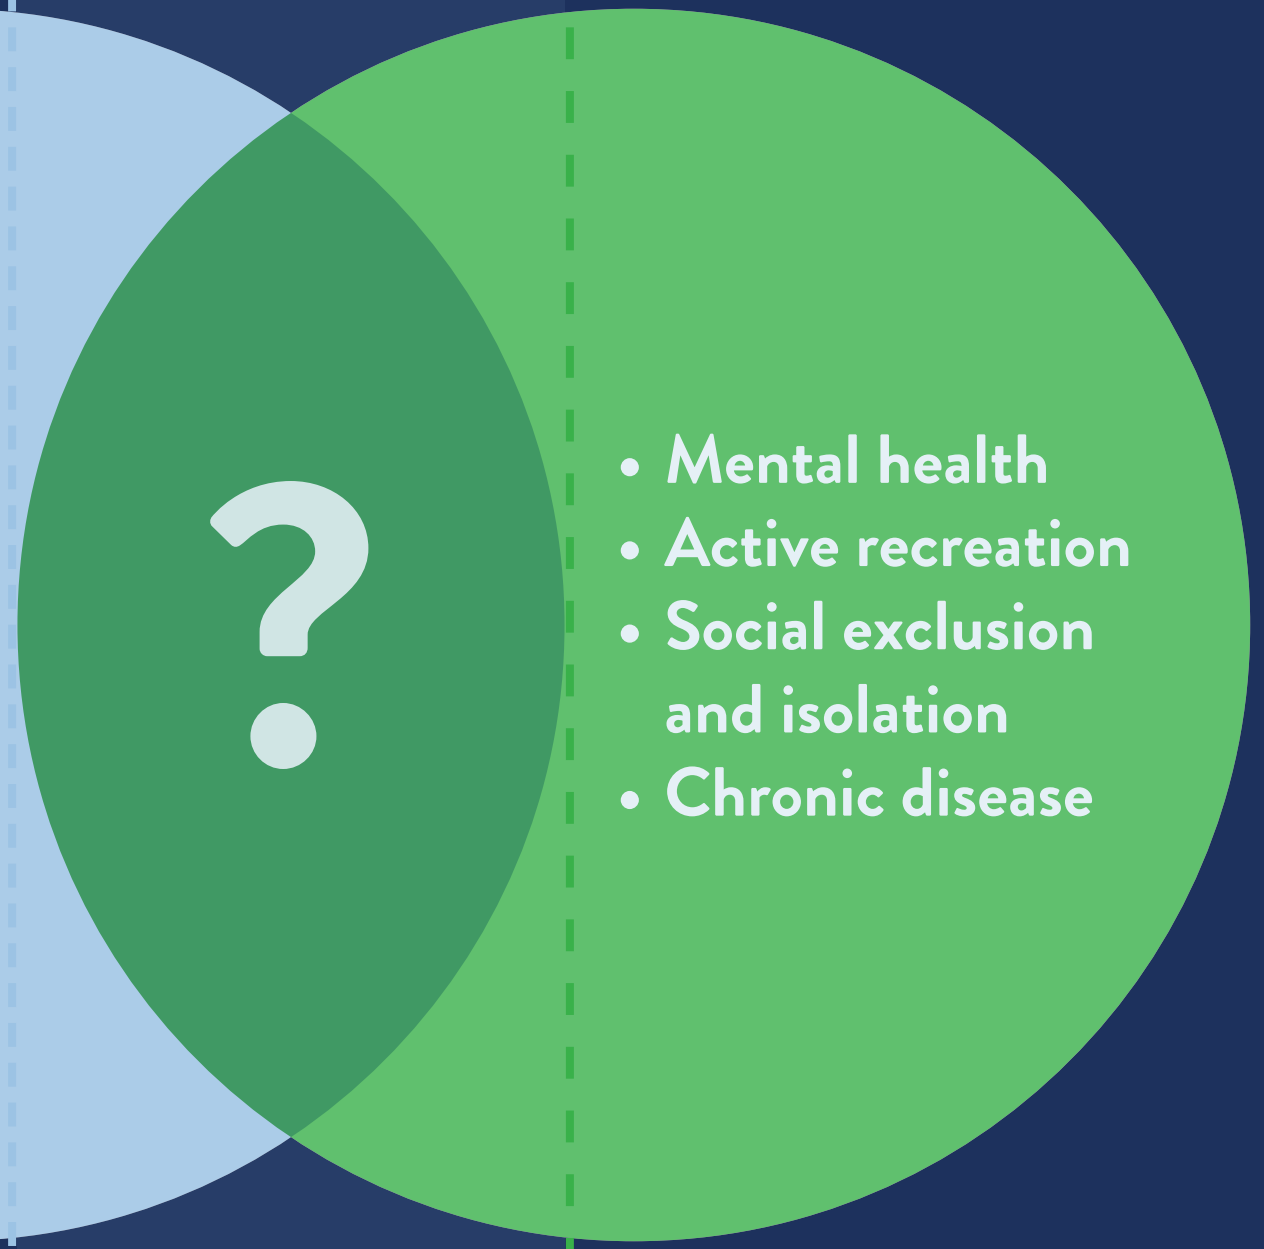 ?
• Mental health
• Active recreation
• Social exclusion
and isolation
• Chronic disease